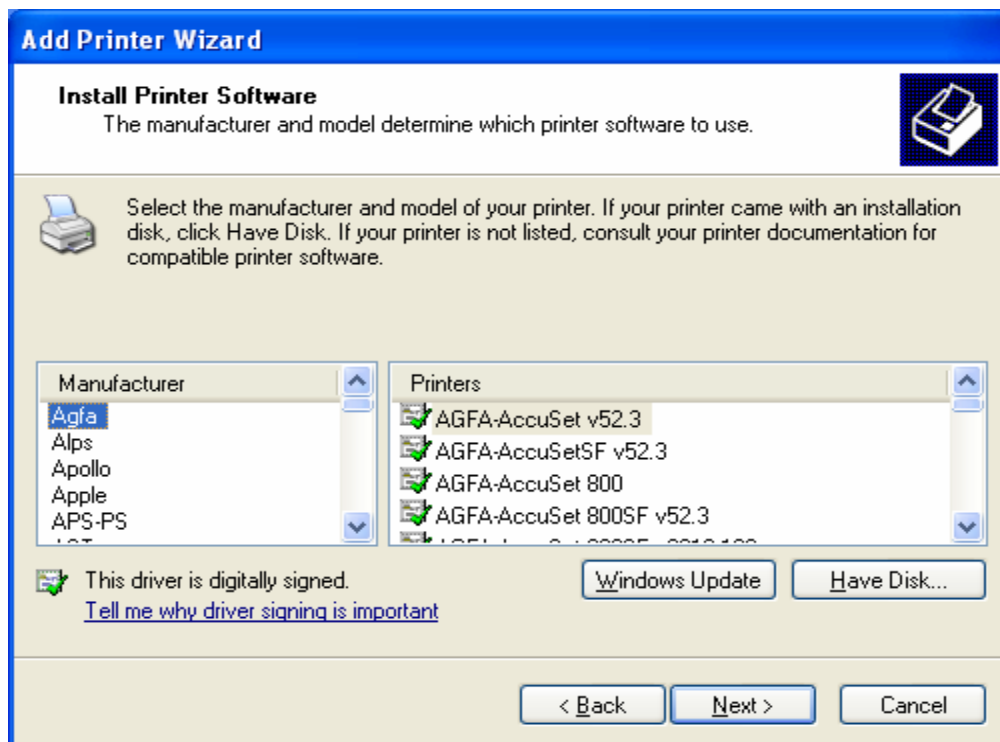 Add Printer Wizard
Install Printer Software
The manufacturer and model determine which printer software to use.
Select the manufacturer and model of your printer. If your printer came with an installation
disk, click Have Disk. If your printer is not listed, consult your printer documentation for
compatible printer software.
Manufacturer
Agfa
Alps
Apollo
Apple
APS-PS
Printers
AGFA-AccuSet v52.3
AGFA-AccuSetSF v52.3
AGFA-AccuSet 800
AGFA-AccuSet 800SF v52.3
This driver is digitally signed.
Tell me why driver signing is important
Windows Update
Have Disk...
< Back
Next >
Cancel